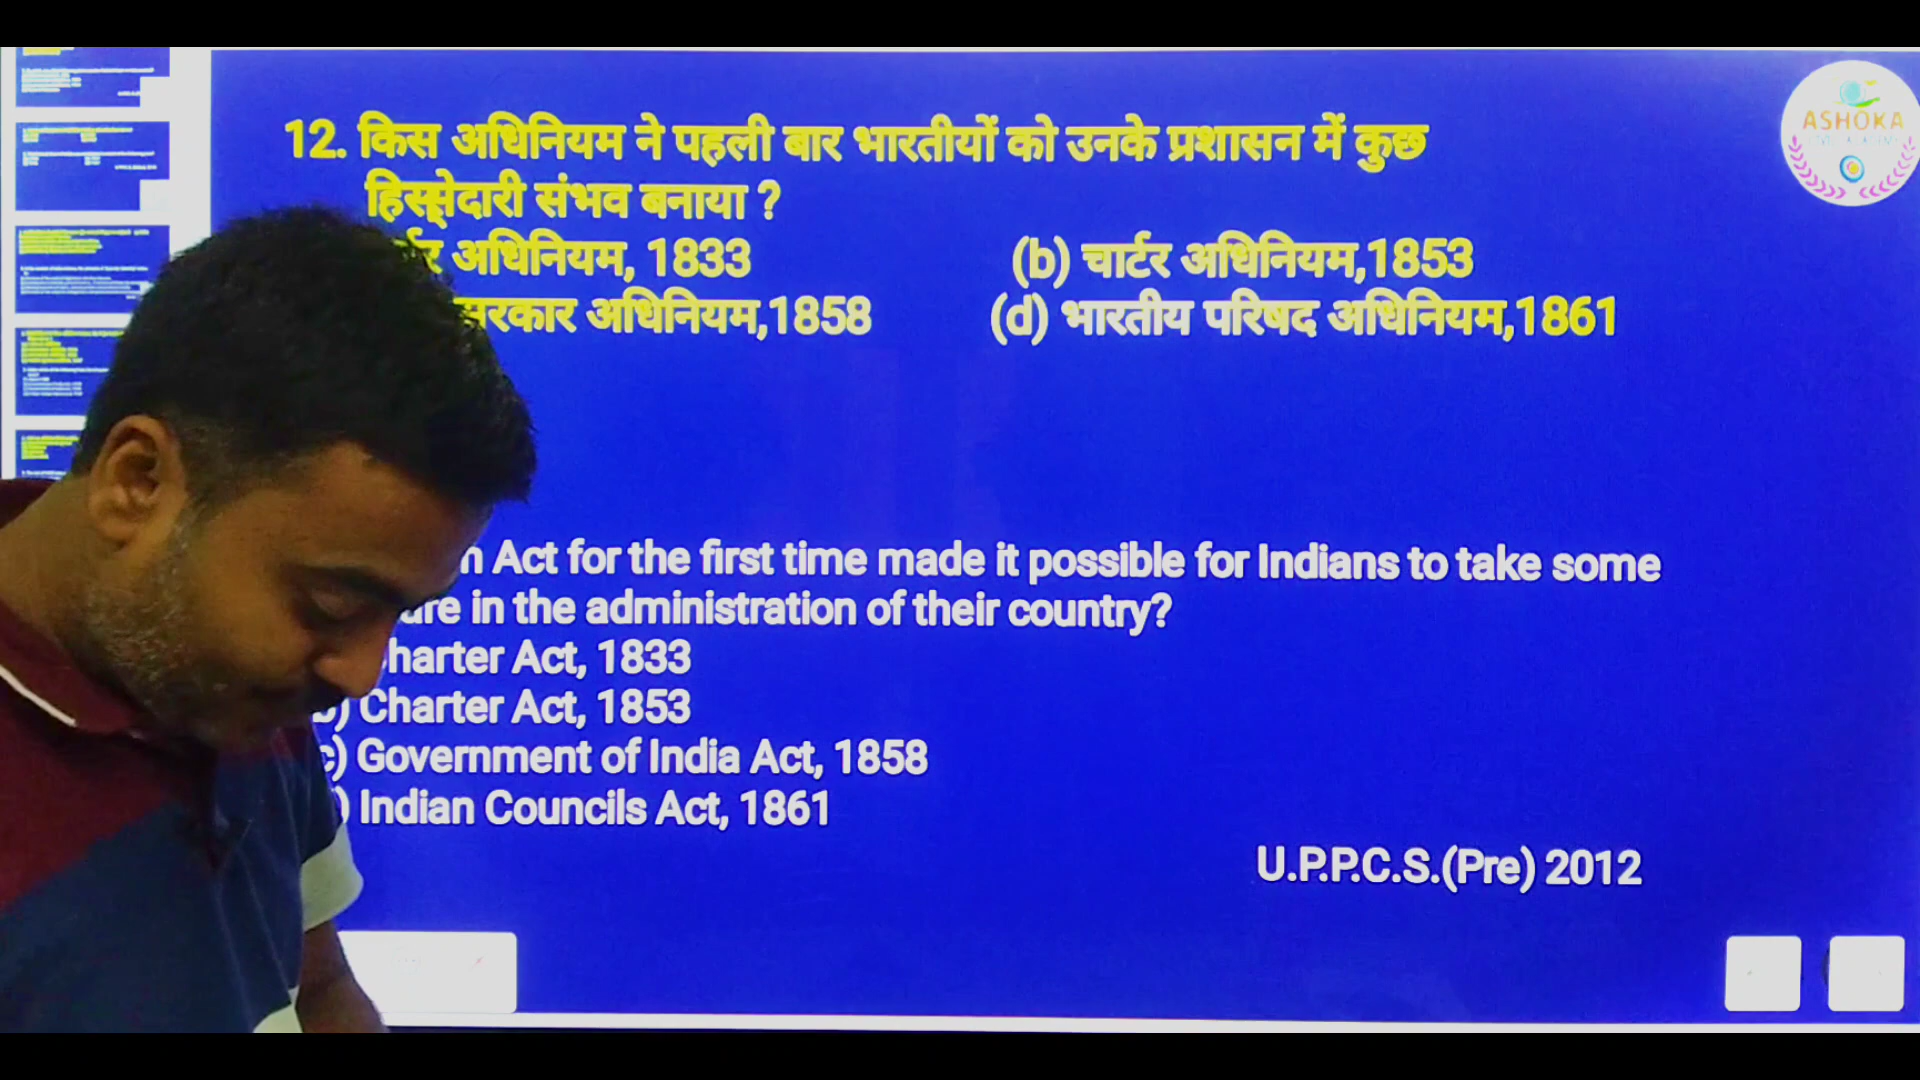 12. किस अधिनियम ने पहली बार भारतीयों को उनके प्रशासन में कुछ
हिस्सेदारी संभव बनाया ?
अधिनियम, 1833
(b) चार्टर अधिनियम,1853
सरकार अधिनियम,1858
(d) भारतीय परिषद अधिनियम,1861
ASHOKA
Act for the first time made it possible for Indians to take some
in the administration of their country?
Charter Act, 1833
b) Charter Act, 1853
c) Government of India Act, 1858
) Indian Councils Act, 1861
U.P.P.C.S.(Pre) 2012